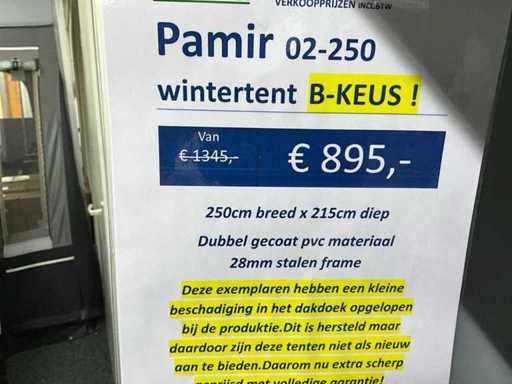 VERKOOPPRIJZEN INCL.BTW
Pamir 02-250
wintertent B-KEUS !
Van
€ 1345,-
€ 895,-
250cm breed x 215cm diep
Dubbel gecoat pvc materiaal
28mm stalen frame
Deze exemplaren hebben een kleine
beschadiging in het dakdoek opgelopen
bij de produktie.Dit is hersteld maar
daardoor zijn deze tenten niet als nieuw
aan te bieden.Daarom nu extra scherp
geprijsd met volledige garantie!